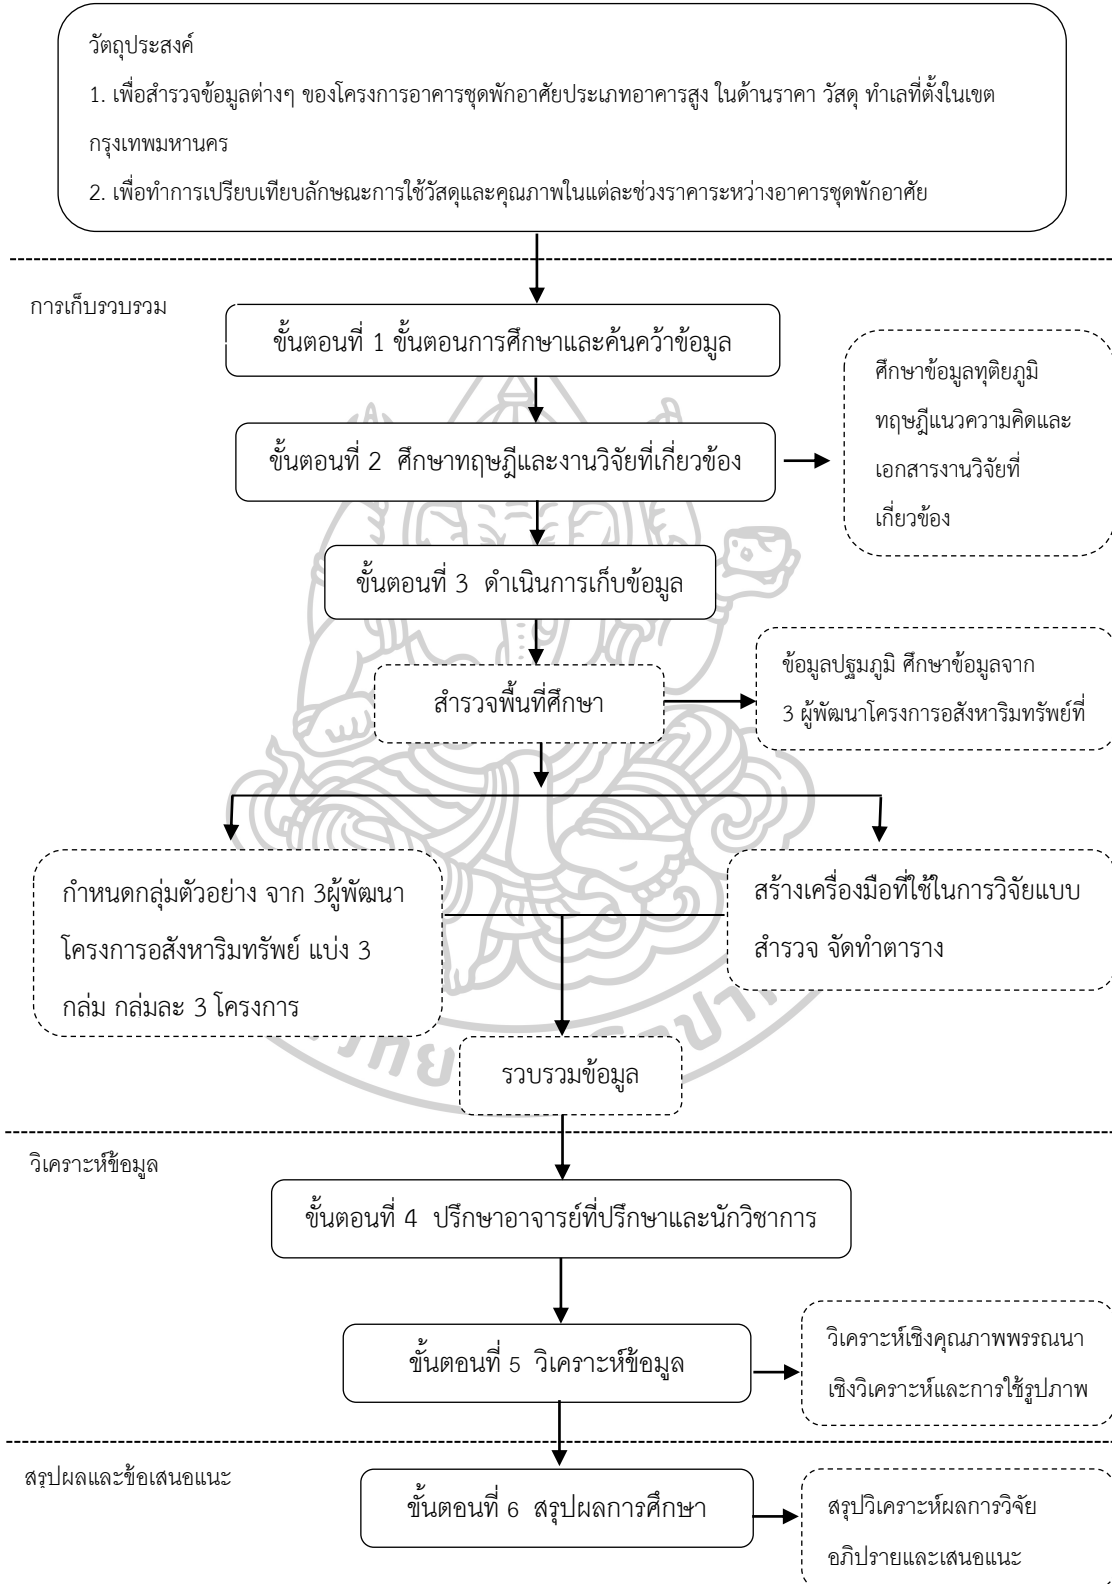 วัตถุประสงค์
1. เพื่อสำรวจข้อมูลต่างๆ ของโครงการอาคารชุดพักอาศัยประเภทอาคารสูง ในด้านราคา วัสดุ ทำเลที่ตั้งในเขต
กรุงเทพมหานคร
2. เพื่อทำการเปรียบเทียบลักษณะการใช้วัสดุและคุณภาพในแต่ละช่วงราคาระหว่างอาคารชุดพักอาศัย
การเก็บรวบรวม
ขั้นตอนที่ 1 ขั้นตอนการศึกษาและค้นคว้าข้อมูล
ศึกษาข้อมูลทุติยภูมิ
ทฤษฎีแนวความคิดและ
เอกสารงานวิจัยที่
เกี่ยวข้อง
ขั้นตอนที่ 2 ศึกษาทฤษฎีและงานวิจัยที่เกี่ยวข้อง
ขั้นตอนที่ 3 ดำเนินการเก็บข้อมูล
สำรวจพื้นที่ศึกษา
ข้อมูลปฐมภูมิ ศึกษาข้อมูลจาก
3 ผู้พัฒนาโครงการอสังหาริมทรัพย์ที่
กำหนดกลุ่มตัวอย่าง จาก 3ผู้พัฒนา
โครงการอสังหาริมทรัพย์ แบ่ง 3
กลุ่ม กลุ่มละ 3 โครงการ
สร้างเครื่องมือที่ใช้ในการวิจัยแบบ
สำรวจ จัดทำตาราง
รวบรวมข้อมูล
วิเคราะห์ข้อมูล
ขั้นตอนที่ 4 ปรึกษาอาจารย์ที่ปรึกษาและนักวิชาการ
ขั้นตอนที่ 5 วิเคราะห์ข้อมูล
วิเคราะห์เชิงคุณภาพพรรณนา
เชิงวิเคราะห์และการใช้รูปภาพ
สรุปผลและข้อเสนอแนะ
ขั้นตอนที่ 6 สรุปผลการศึกษา
สรุปวิเคราะห์ผลการวิจัย
อภิปรายและเสนอแนะ